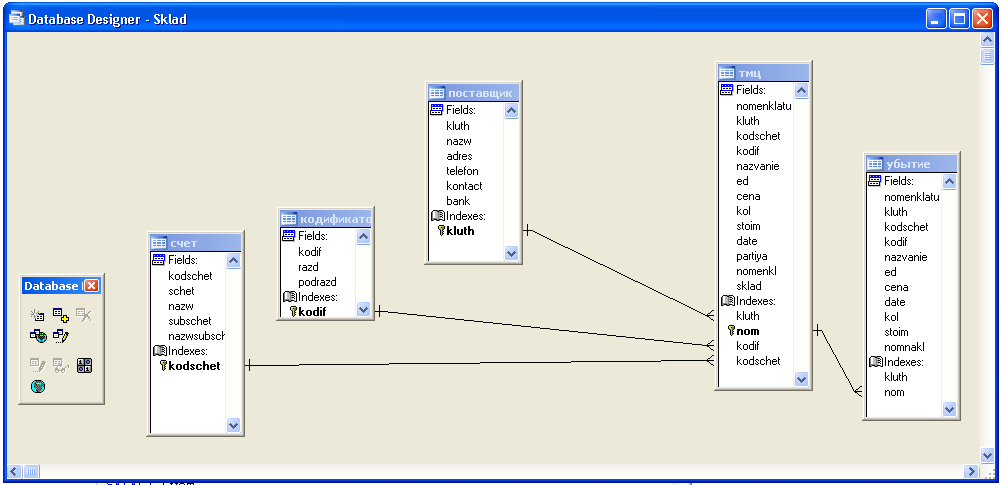 Database Designer - Sklad
счет
Fields:
kodschet
schet
nazw
subschet
nazwsubsch
Indexes:
kodschet
кодификато
Fields:
kodif
razd
podrazd
Indexes:
kodif
поставщик
Fields:
kluth
nazw
adres
telefon
kontact
bank
Indexes:
kluth
тмц
Fields:
nomenklatu
kluth
kodschet
kodif
nazvanie
ed
cena
kol
stoim
date
partiya
nomenkl
sklad
Indexes:
kluth
nom
kodif
kodschet
убытие
Fields:
nomenklatu
kluth
kodschet
kodif
nazvanie
ed
cena
date
kol
stoim
nomnakl
Indexes:
kluth
nom
Database